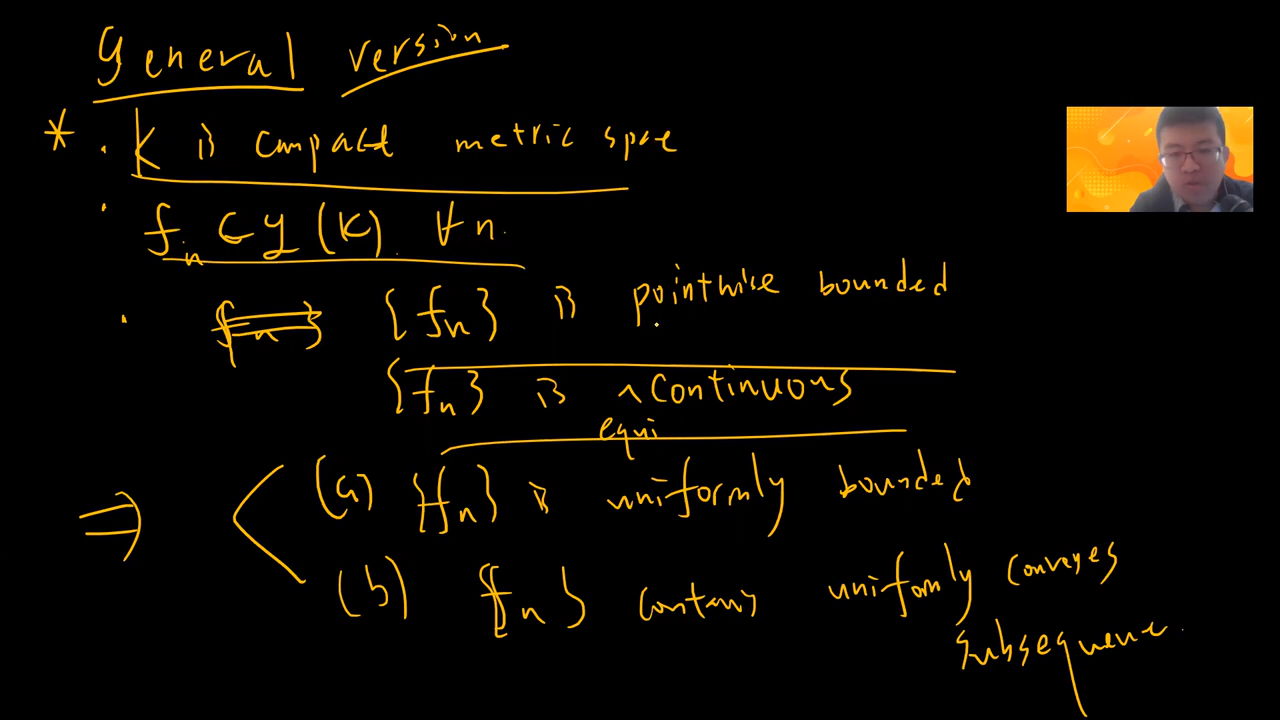 General version
* · K is compact metric space
· fn ∈ y(K) ∀n.
· {fn} is pointwise bounded
{fn} is ^continuous
equi
⇒ (a) {fn} is uniformly bounded
(b) {fn} contains uniformly converges
subsequence.